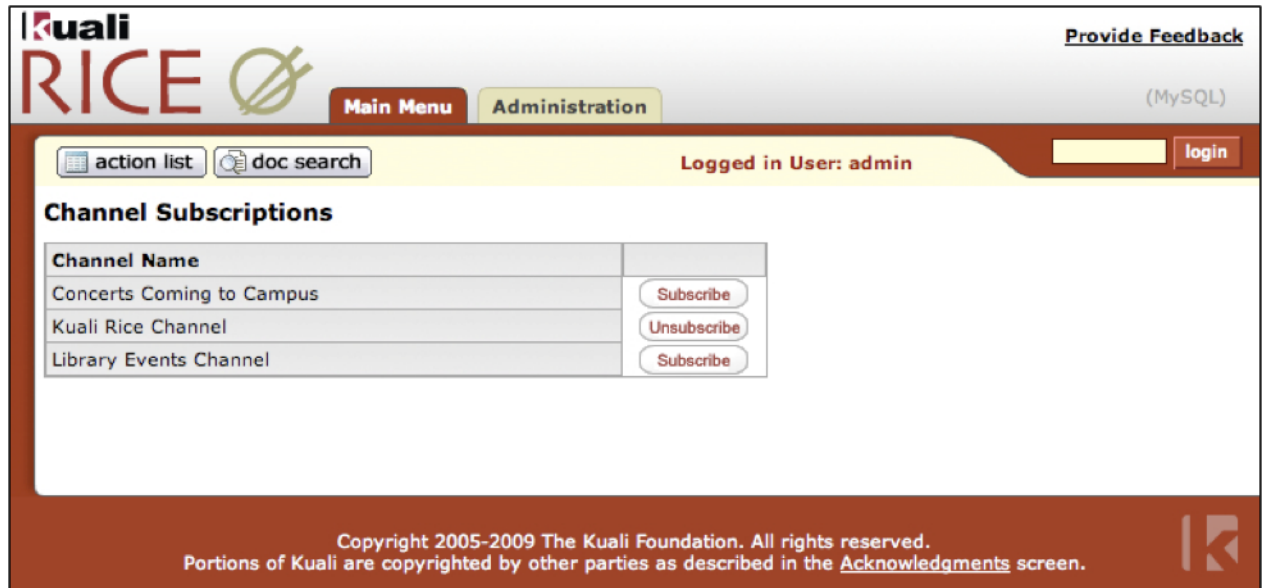 Kuali
RICE
Provide Feedback
Main Menu
Administration
(MySQL)
action list
doc search
Logged in User: admin
login
Channel Subscriptions
Channel Name
Concerts Coming to Campus Subscribe
Kuali Rice Channel Unsubscribe
Library Events Channel Subscribe
Copyright 2005-2009 The Kuali Foundation. All rights reserved.
Portions of Kuali are copyrighted by other parties as described in the Acknowledgments screen.